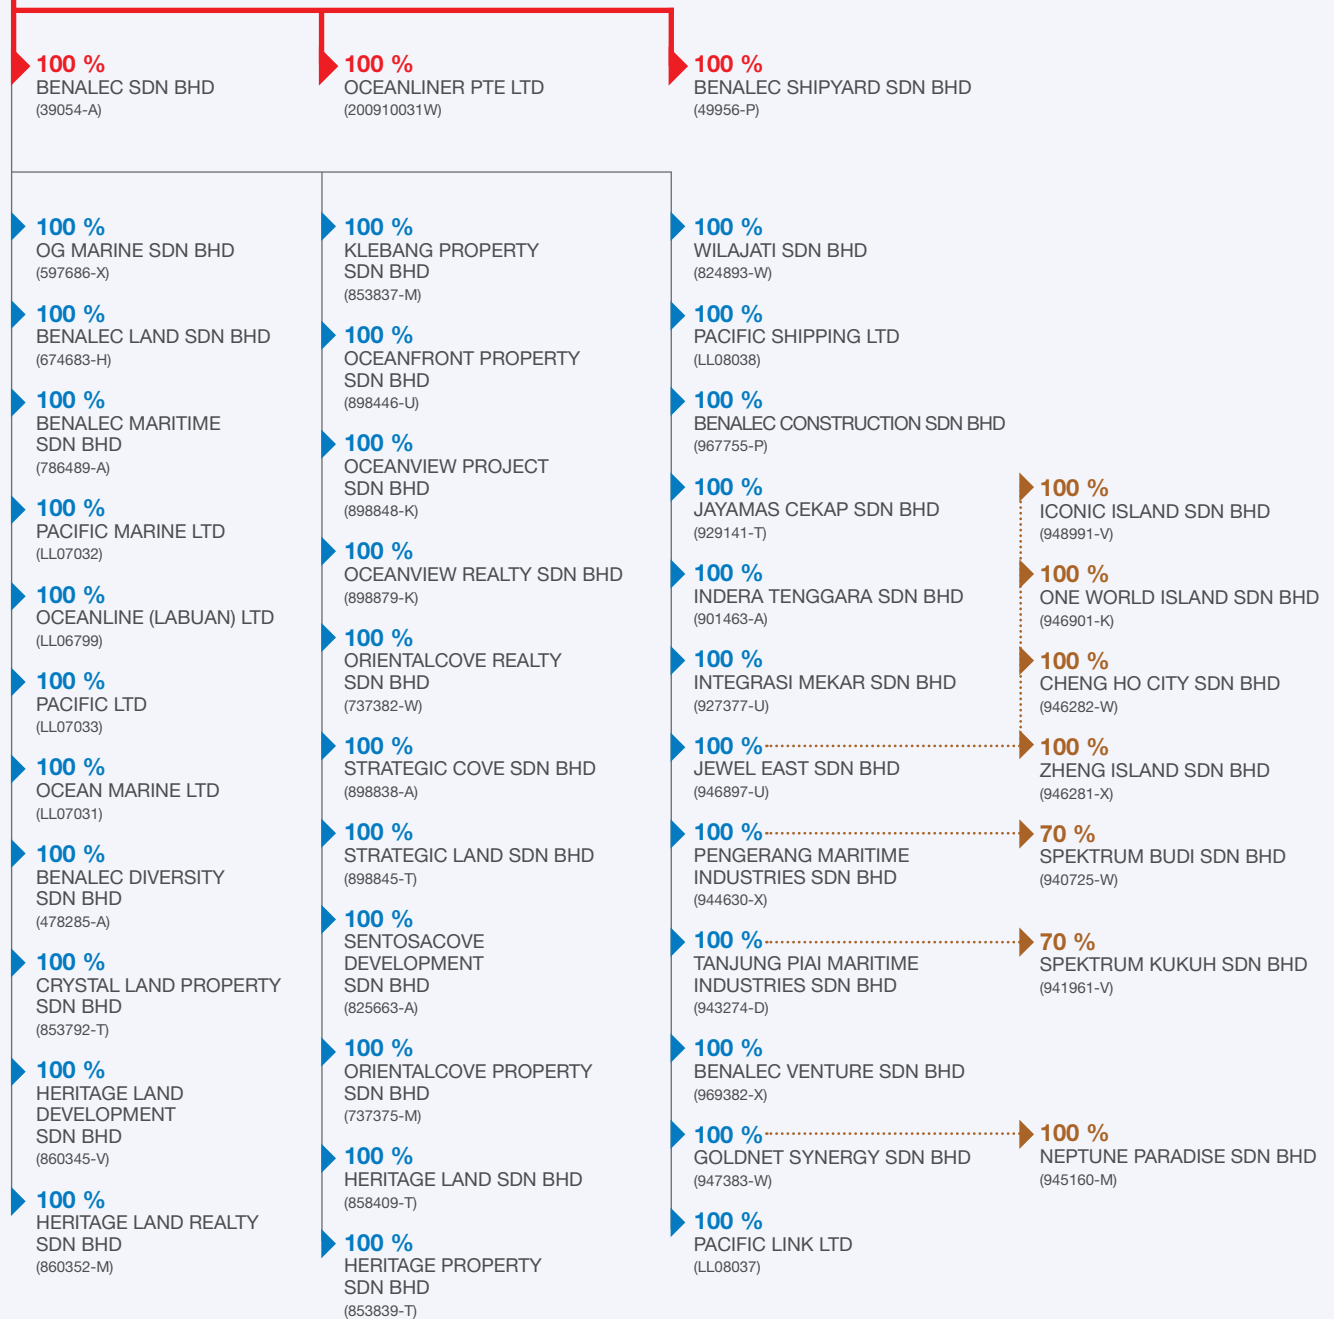 100 %
BENALEC SDN BHD
(39054-A)
100 %
OCEANLINER PTE LTD
(200910031W)
100 %
BENALEC SHIPYARD SDN BHD
(49956-P)
100 %
OG MARINE SDN BHD
(597686-X)
100 %
BENALEC LAND SDN BHD
(674683-H)
100 %
BENALEC MARITIME
SDN BHD
(786489-A)
100 %
PACIFIC MARINE LTD
(LL07032)
100 %
OCEANLINE (LABUAN) LTD
(LL06799)
100 %
PACIFIC LTD
(LL07033)
100 %
OCEAN MARINE LTD
(LL07031)
100 %
BENALEC DIVERSITY
SDN BHD
(478285-A)
100 %
CRYSTAL LAND PROPERTY
SDN BHD
(853792-T)
100 %
HERITAGE LAND
DEVELOPMENT
SDN BHD
(860345-V)
100 %
HERITAGE LAND REALTY
SDN BHD
(860352-M)
100 %
KLEBANG PROPERTY
SDN BHD
(853837-M)
100 %
OCEANFRONT PROPERTY
SDN BHD
(898446-U)
100 %
OCEANVIEW PROJECT
SDN BHD
(898848-K)
100 %
OCEANVIEW REALTY SDN BHD
(898879-K)
100 %
ORIENTALCOVE REALTY
SDN BHD
(737382-W)
100 %
STRATEGIC COVE SDN BHD
(898838-A)
100 %
STRATEGIC LAND SDN BHD
(898845-T)
100 %
SENTOSACOVE
DEVELOPMENT
SDN BHD
(825663-A)
100 %
ORIENTALCOVE PROPERTY
SDN BHD
(737375-M)
100 %
HERITAGE LAND SDN BHD
(858409-T)
100 %
HERITAGE PROPERTY
SDN BHD
(853839-T)
100 %
WILAJATI SDN BHD
(824893-W)
100 %
PACIFIC SHIPPING LTD
(LL08038)
100 %
BENALEC CONSTRUCTION SDN BHD
(967755-P)
100 %
JAYAMAS CEKAP SDN BHD
(929141-T)
100 %
INDERA TENGGARA SDN BHD
(901463-A)
100 %
INTEGRASI MEKAR SDN BHD
(927377-U)
100 %
JEWEL EAST SDN BHD
(946897-U)
100 %
PENGERANG MARITIME
INDUSTRIES SDN BHD
(944630-X)
100 %
TANJUNG PIAI MARITIME
INDUSTRIES SDN BHD
(943274-D)
100 %
BENALEC VENTURE SDN BHD
(969382-X)
100 %
GOLDNET SYNERGY SDN BHD
(947383-W)
100 %
PACIFIC LINK LTD
(LL08037)
100 %
ICONIC ISLAND SDN BHD
(948991-V)
100 %
ONE WORLD ISLAND SDN BHD
(946901-K)
100 %
CHENG HO CITY SDN BHD
(946282-W)
100 %
ZHENG ISLAND SDN BHD
(946281-X)
70 %
SPEKTRUM BUDI SDN BHD
(940725-W)
70 %
SPEKTRUM KUKUH SDN BHD
(941961-V)
100 %
NEPTUNE PARADISE SDN BHD
(945160-M)